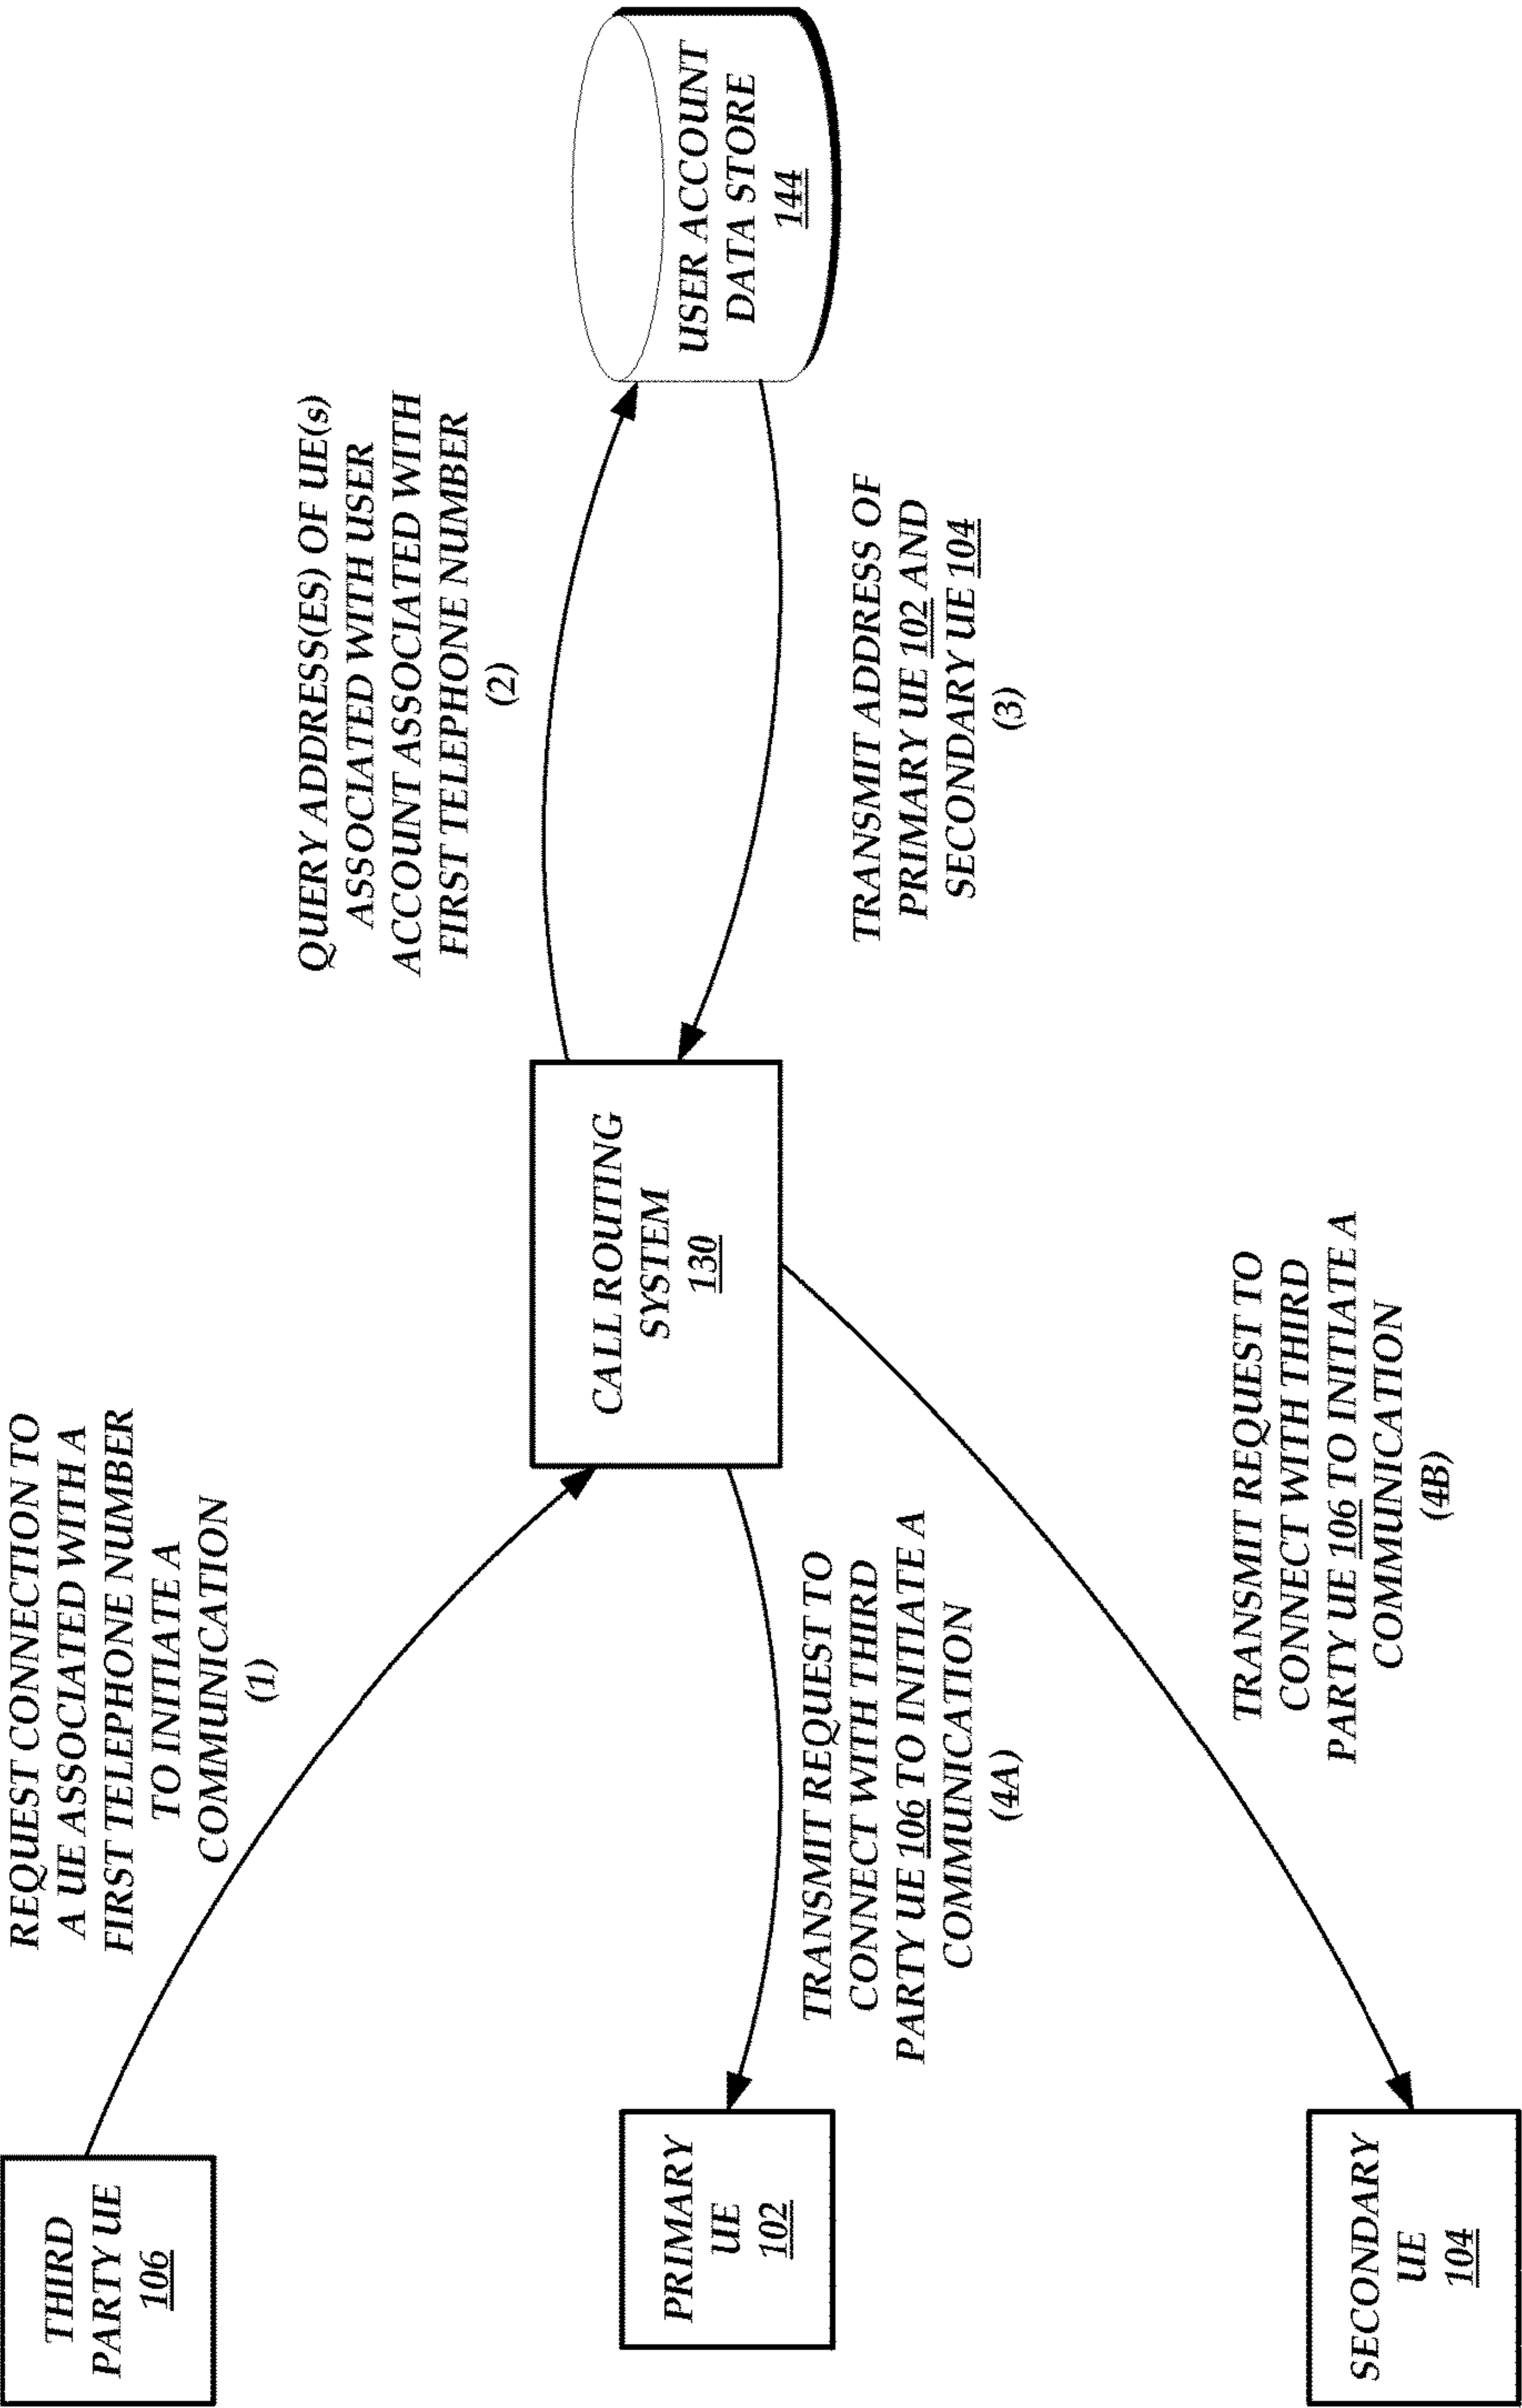 THIRD
PARTY UE
106
REQUEST CONNECTION TO
A UE ASSOCIATED WITH A
FIRST TELEPHONE NUMBER
TO INITIATE A
COMMUNICATION
(1)
QUERY ADDRESS(ES) OF UE(s)
ASSOCIATED WITH USER
ACCOUNT ASSOCIATED WITH
FIRST TELEPHONE NUMBER
(2)
CALL ROUTING
SYSTEM
130
USER ACCOUNT
DATA STORE
144
TRANSMIT ADDRESS OF
PRIMARY UE 102 AND
SECONDARY UE 104
(3)
PRIMARY
UE
102
TRANSMIT REQUEST TO
CONNECT WITH THIRD
PARTY UE 106 TO INITIATE A
COMMUNICATION
(4A)
TRANSMIT REQUEST TO
CONNECT WITH THIRD
PARTY UE 106 TO INITIATE A
COMMUNICATION
(4B)
SECONDARY
UE
104